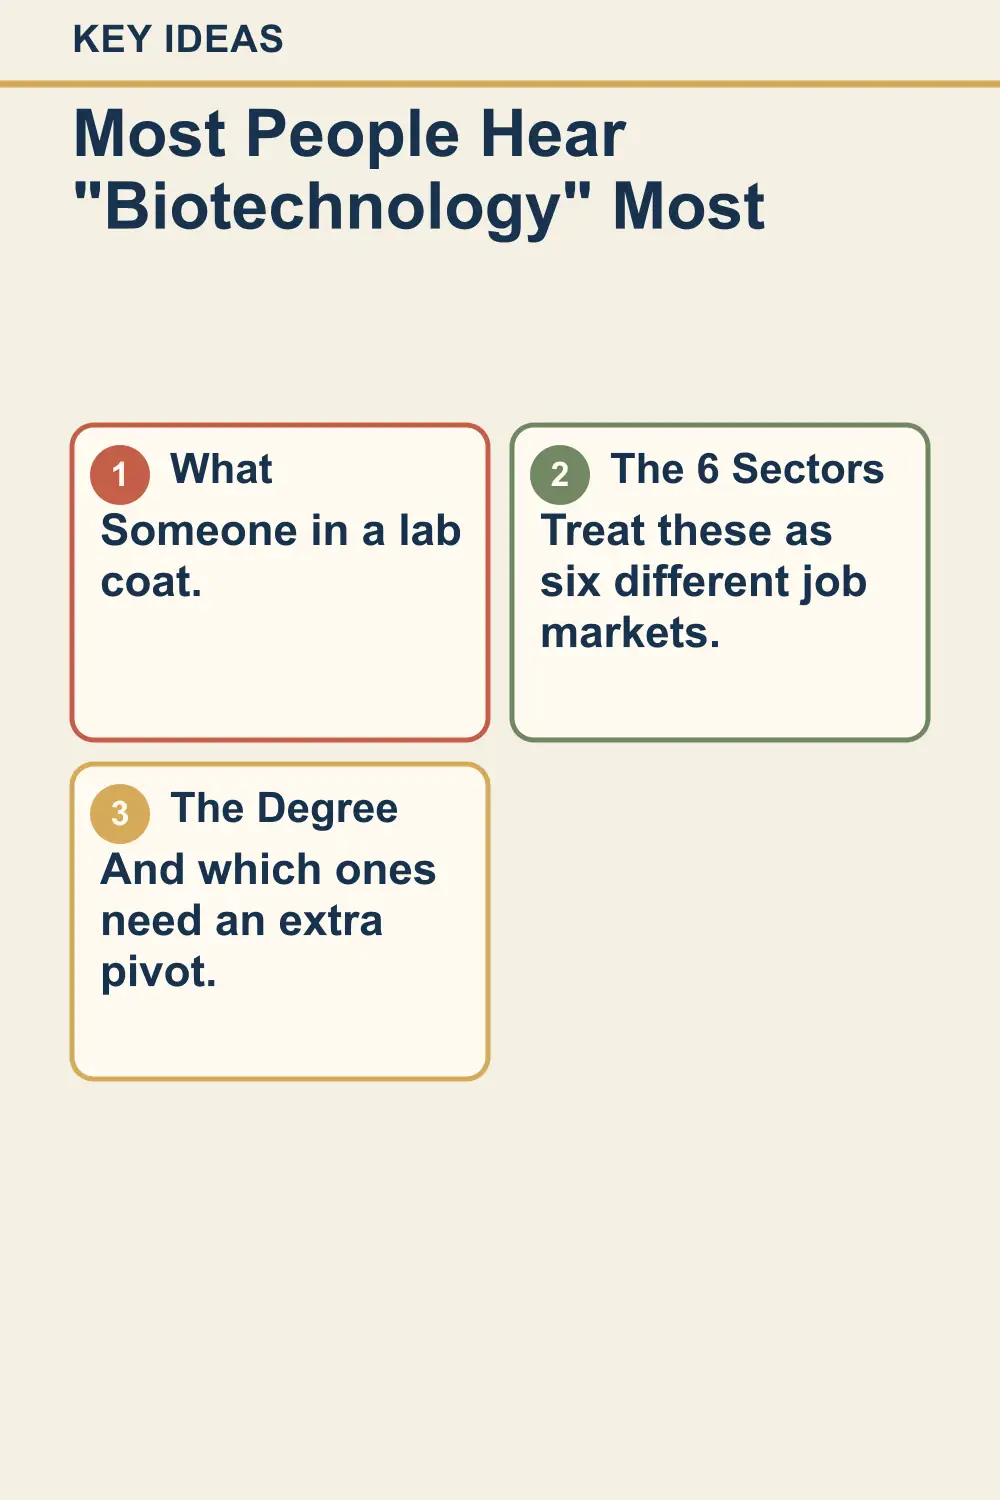 KEY IDEAS
Most People Hear
"Biotechnology" Most
1 What
Someone in a lab
coat.
2 The 6 Sectors
Treat these as
six different job
markets.
3 The Degree
And which ones
need an extra
pivot.